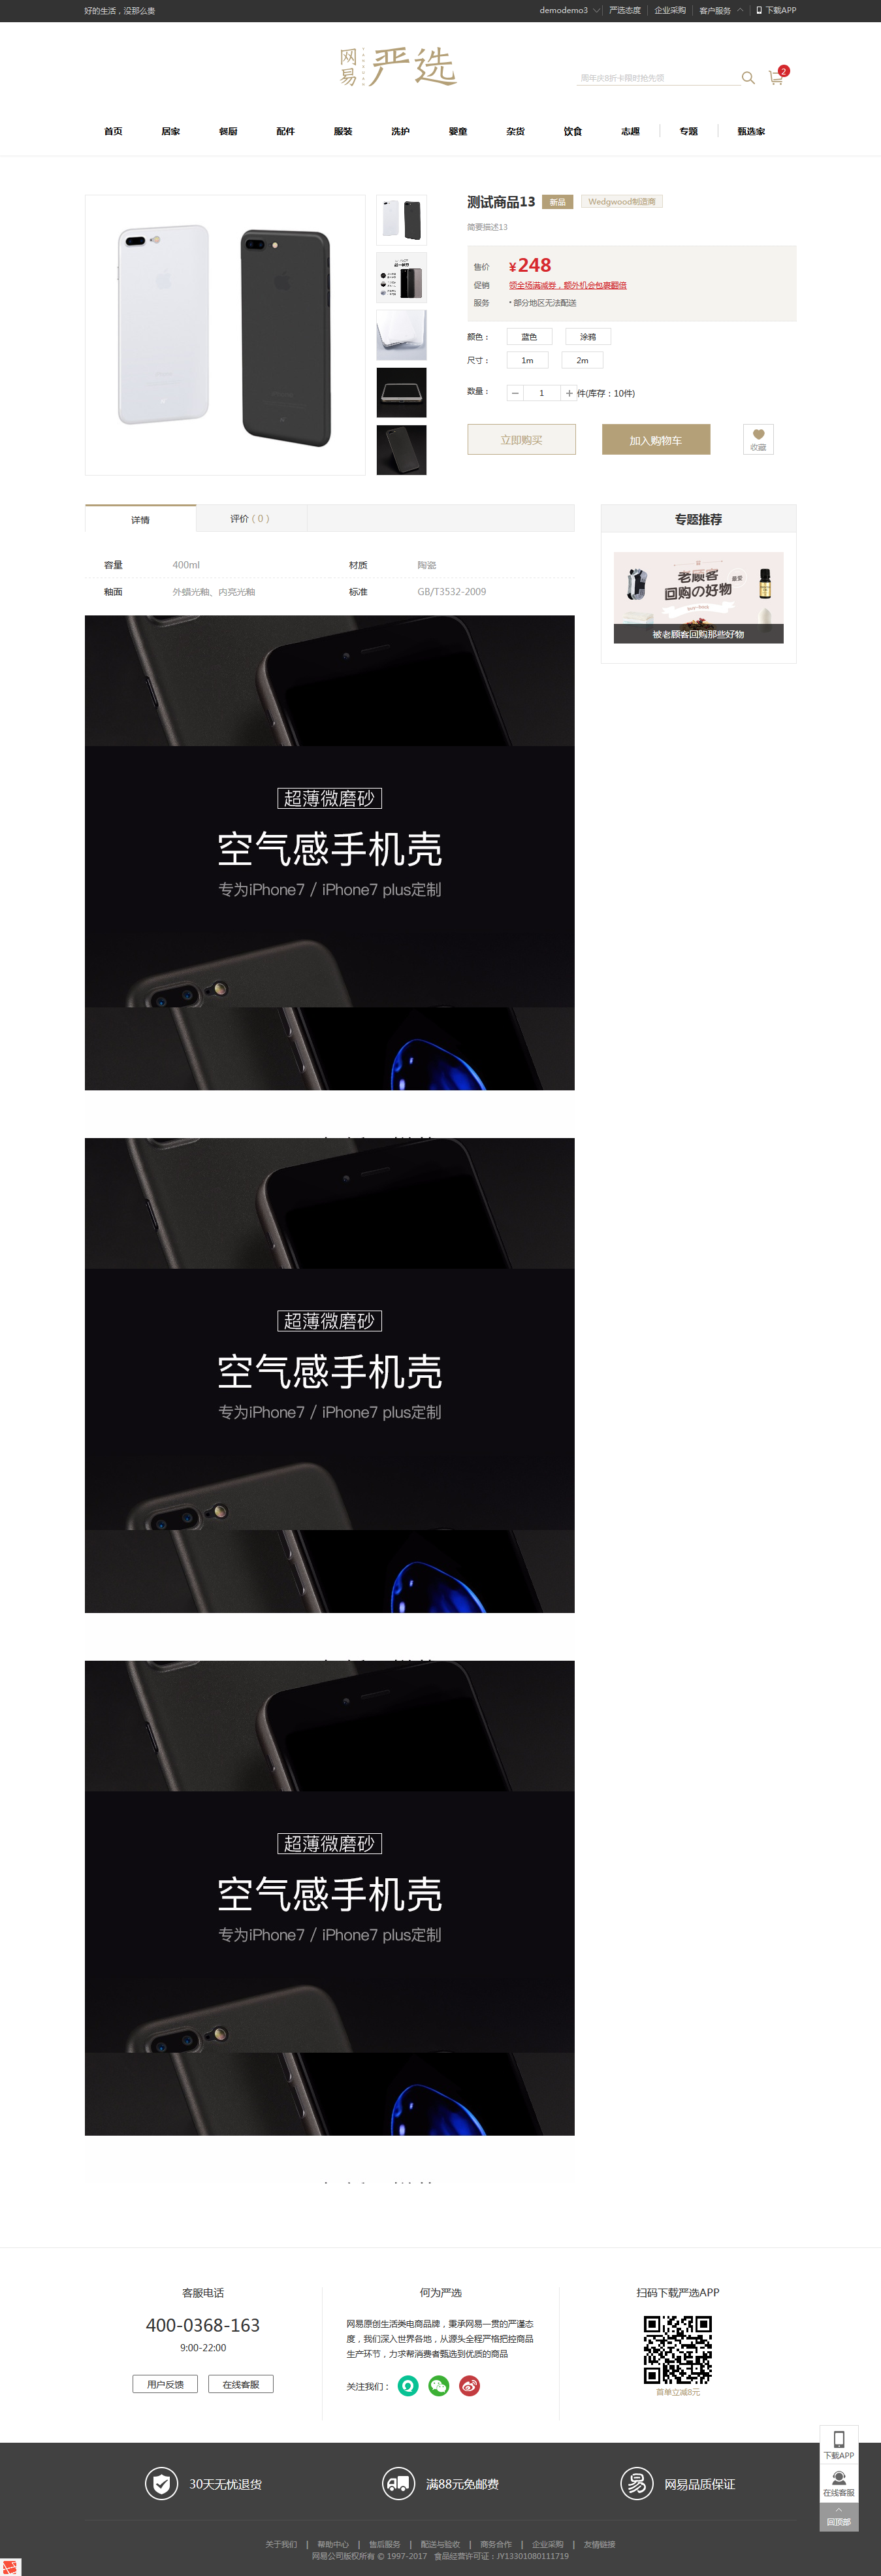 好的生活，没那么贵
demodemo3 严选态度 企业采购 客户服务 下载APP
网易 严选
周年庆8折卡限时抢先领
2
首页 居家 餐厨 配件 服装 洗护 婴童 杂货 饮食 志趣 专题 甄选家
测试商品13 新品 Wedgwood制造商
简要描述13
售价 ¥248
促销 领全场满减券，额外机会包裹翻倍
服务 • 部分地区无法配送
颜色： 蓝色 涂鸦
尺寸： 1m 2m
数量： － 1 ＋ 件(库存：10件)
立即购买 加入购物车 收藏
详情 评价（0） 专题推荐
容量 400ml 材质 陶瓷
釉面 外蜡光釉、内亮光釉 标准 GB/T3532-2009
老顾客
回购の好物
最爱
被老顾客回购那些好物
超薄微磨砂
空气感手机壳
专为iPhone7 / iPhone7 plus定制
超薄微磨砂
空气感手机壳
专为iPhone7 / iPhone7 plus定制
超薄微磨砂
空气感手机壳
专为iPhone7 / iPhone7 plus定制
客服电话
400-0368-163
9:00-22:00
用户反馈 在线客服
何为严选
网易原创生活类电商品牌，秉承网易一贯的严谨态
度，我们深入世界各地，从源头全程严格把控商品
生产环节，力求帮消费者甄选到优质的商品
关注我们：
扫码下载严选APP
首单立减8元
下载APP
在线客服
回顶部
30天无忧退货 满88元免邮费 易 网易品质保证
关于我们 | 帮助中心 | 售后服务 | 配送与验收 | 商务合作 | 企业采购 | 友情链接
网易公司版权所有 © 1997-2017 食品经营许可证：JY13301080111719